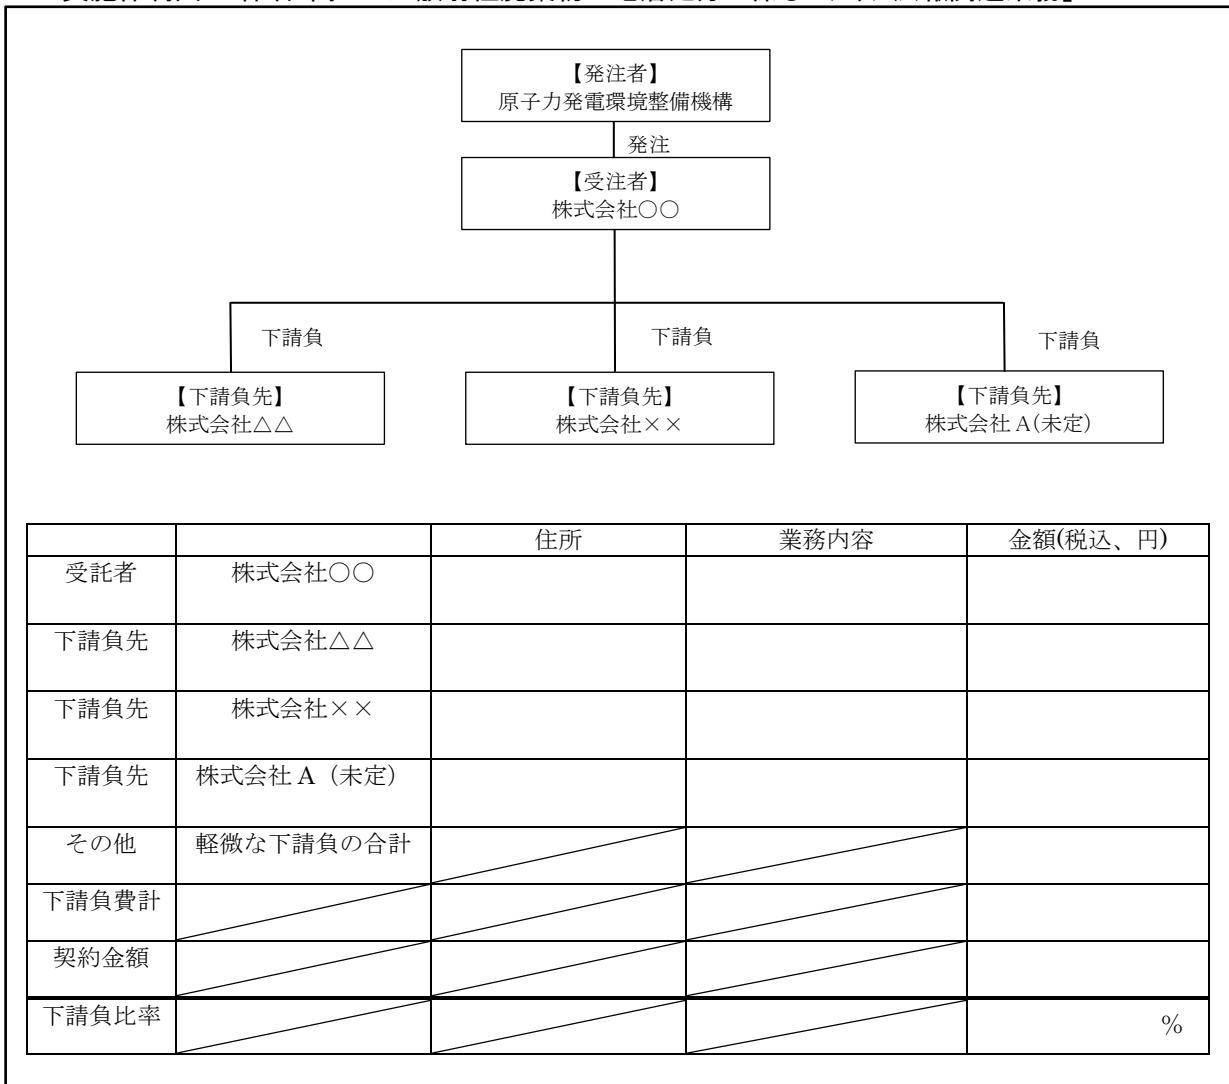 【発注者】
原子力発電環境整備機構
発注
【受注者】
株式会社〇〇
下請負
下請負
下請負
【下請負先】
株式会社△△
【下請負先】
株式会社××
【下請負先】
株式会社 A(未定)
住所 業務内容 金額(税込、円)
受託者 株式会社〇〇
下請負先 株式会社△△
下請負先 株式会社××
下請負先 株式会社 A（未定）
その他 軽微な下請負の合計
下請負費計
契約金額
下請負比率 %